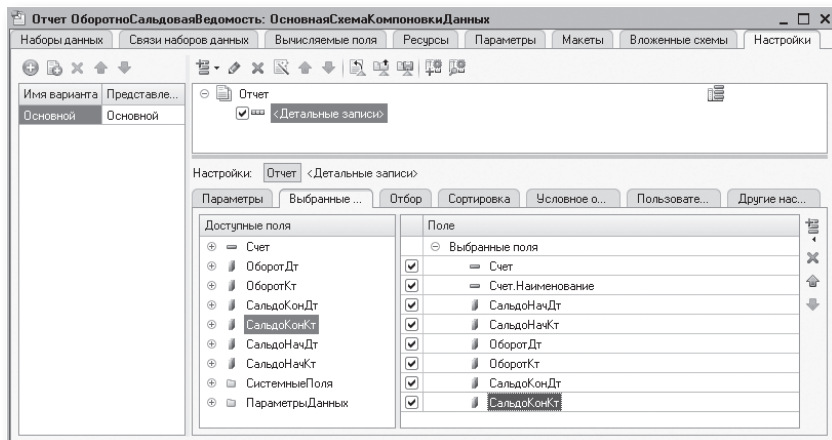 Отчет ОборотноСальдоваяВедомость: ОсновнаяСхемаКомпоновкиДанных
Наборы данных Связи наборов данных Вычисляемые поля Ресурсы Параметры Макеты Вложенные схемы Настройки
Имя варианта Представле...
Основной Основной
Отчет
<Детальные записи>
Настройки: Отчет <Детальные записи>
Параметры Выбранные ... Отбор Сортировка Условное о... Пользовате... Другие нас...
Доступные поля
Счет
ОборотДт
ОборотКт
СальдоКонДт
СальдоКонКт
СальдоНачДт
СальдоНачКт
СистемныеПоля
ПараметрыДанных
Поле
Выбранные поля
Счет
Счет.Наименование
СальдоНачДт
СальдоНачКт
ОборотДт
ОборотКт
СальдоКонДт
СальдоКонКт